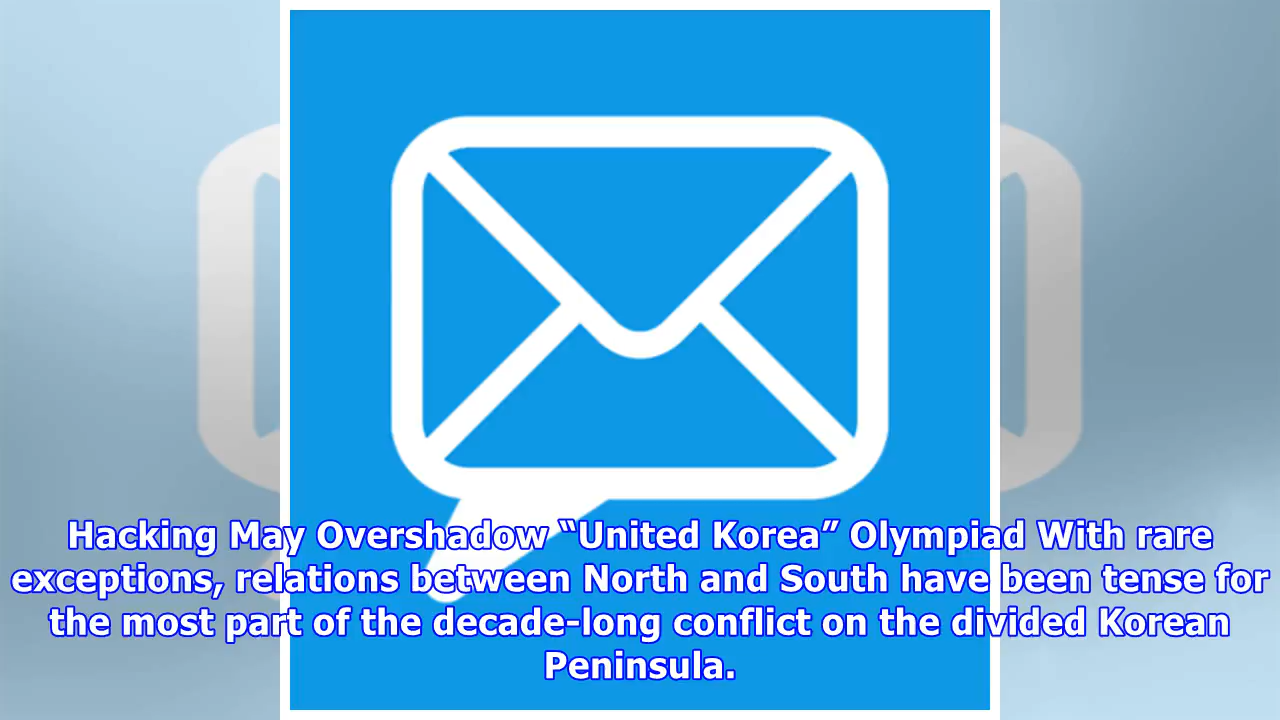 Hacking May Overshadow “United Korea” Olympiad With rare
exceptions, relations between North and South have been tense for
the most part of the decade-long conflict on the divided Korean
Peninsula.